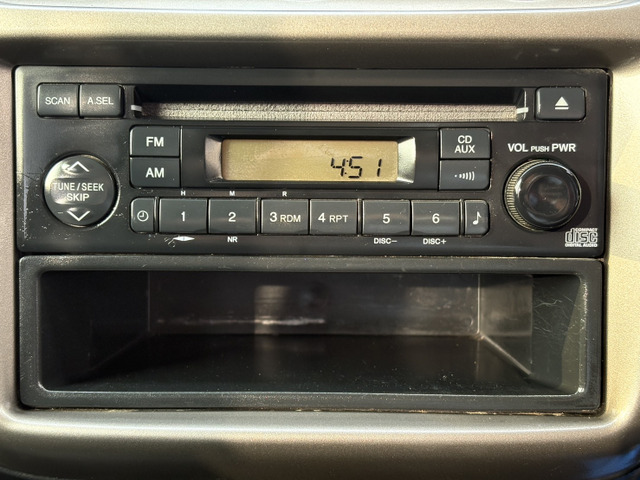 SCAN A.SEL
FM
CD
AUX
VOL PUSH PWR
4:51
TUNE / SEEK
SKIP
AM
H M R
1 2 3 RDM 4 RPT 5 6
NR DISC− DISC+
COMPACT
disc
DIGITAL AUDIO